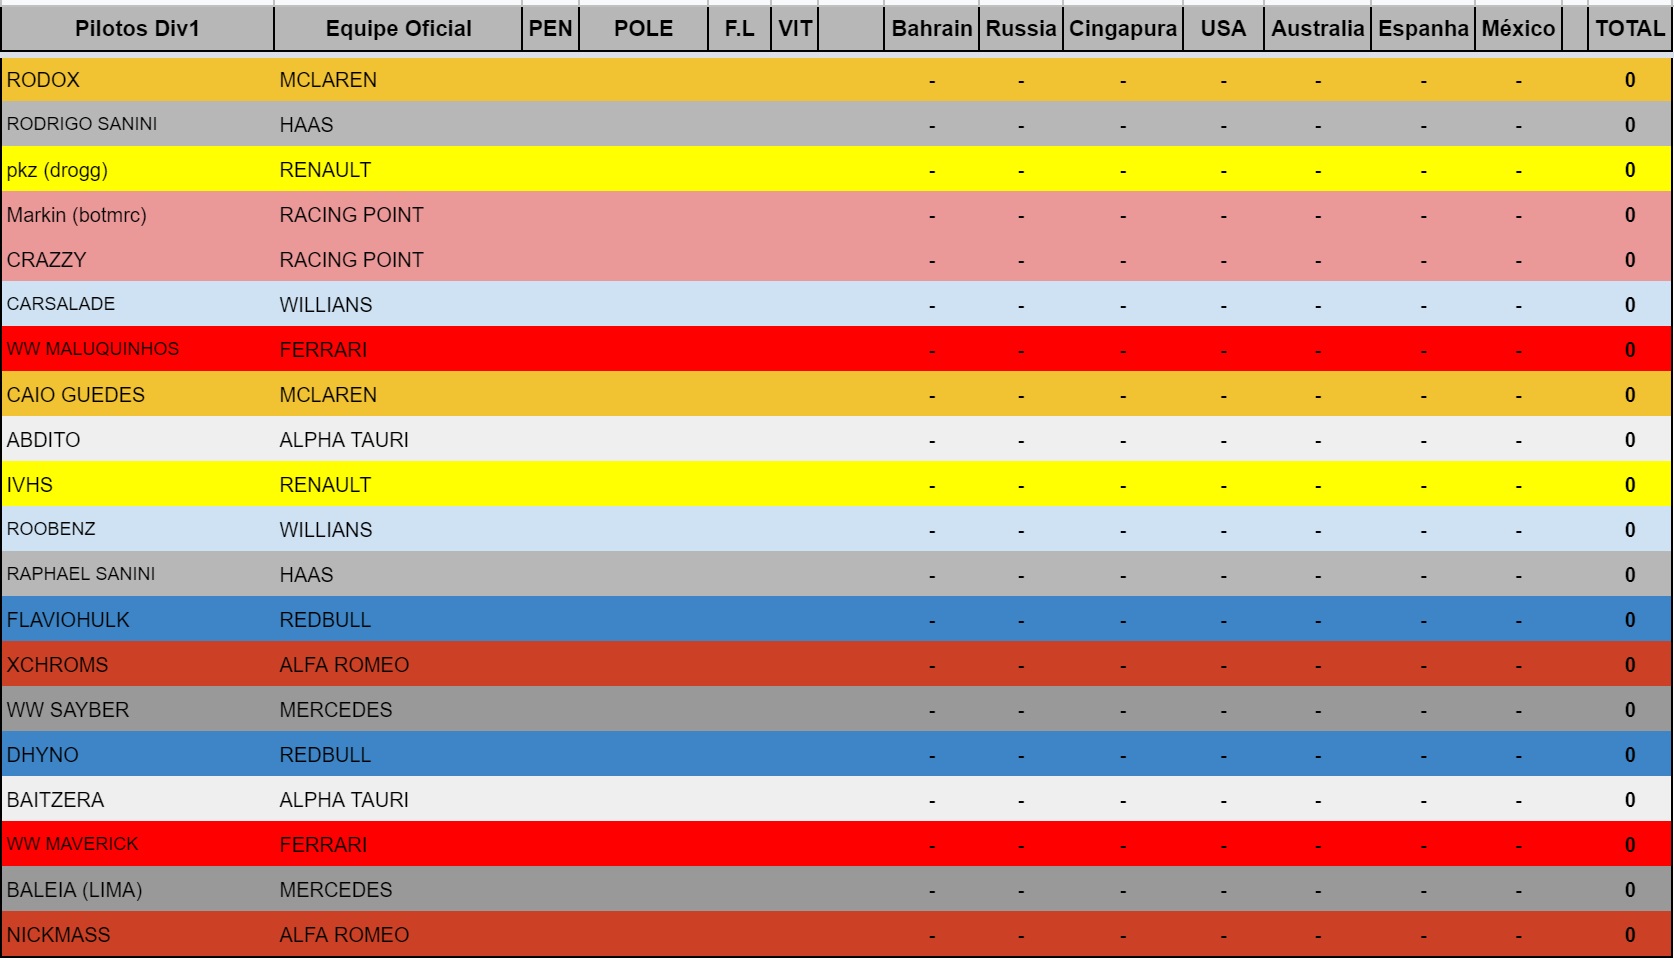 Pilotos Div1 Equipe Oficial PEN POLE F.L VIT Bahrain Russia Cingapura USA Australia Espanha México TOTAL
RODOX MCLAREN - - - - - - - 0
RODRIGO SANINI HAAS - - - - - - - 0
pkz (drogg) RENAULT - - - - - - - 0
Markin (botmrc) RACING POINT - - - - - - - 0
CRAZZY RACING POINT - - - - - - - 0
CARSALADE WILLIANS - - - - - - - 0
WW MALUQUINHOS FERRARI - - - - - - - 0
CAIO GUEDES MCLAREN - - - - - - - 0
ABDITO ALPHA TAURI - - - - - - - 0
IVHS RENAULT - - - - - - - 0
ROOBENZ WILLIANS - - - - - - - 0
RAPHAEL SANINI HAAS - - - - - - - 0
FLAVIOHULK REDBULL - - - - - - - 0
XCHROMS ALFA ROMEO - - - - - - - 0
WW SAYBER MERCEDES - - - - - - - 0
DHYNO REDBULL - - - - - - - 0
BAITZERA ALPHA TAURI - - - - - - - 0
WW MAVERICK FERRARI - - - - - - - 0
BALEIA (LIMA) MERCEDES - - - - - - - 0
NICKMASS ALFA ROMEO - - - - - - - 0